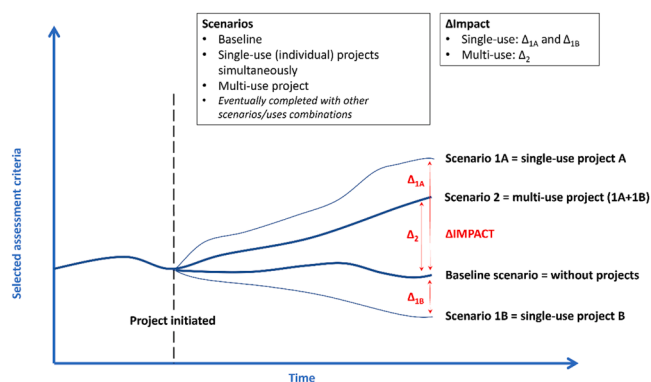 Scenarios
• Baseline
• Single-use (individual) projects
simultaneously
• Multi-use project
• Eventually completed with other
scenarios/uses combinations
ΔImpact
• Single-use: Δ1A and Δ1B
• Multi-use: Δ2
Selected assessment criteria
Scenario 1A = single-use project A
Δ1A
Scenario 2 = multi-use project (1A+1B)
Δ2
ΔIMPACT
Baseline scenario = without projects
Δ1B
Project initiated
Scenario 1B = single-use project B
Time